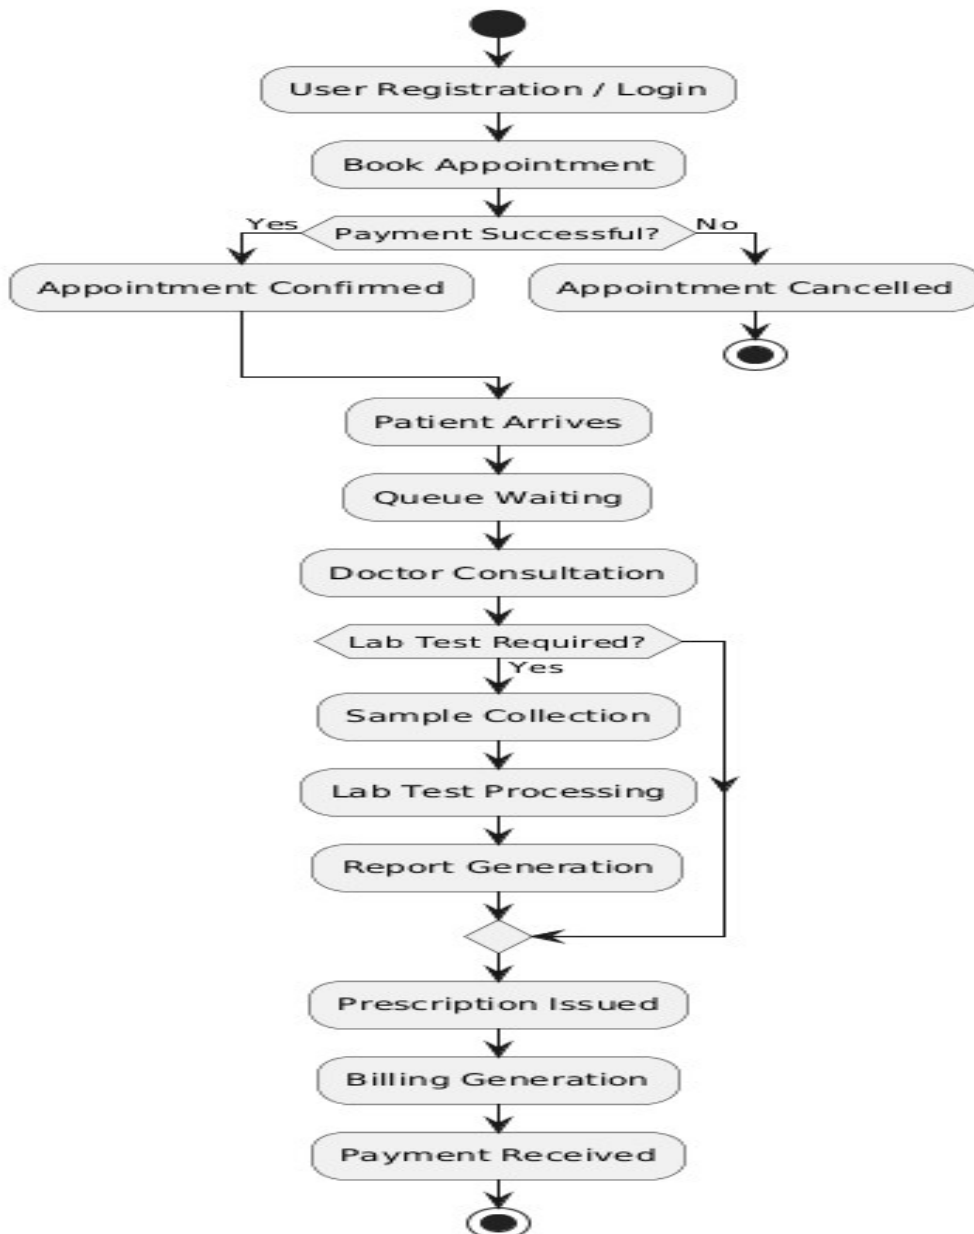 User Registration / Login
Book Appointment
Yes
Payment Successful?
No
Appointment Confirmed
Appointment Cancelled
Patient Arrives
Queue Waiting
Doctor Consultation
Lab Test Required?
Yes
Sample Collection
Lab Test Processing
Report Generation
Prescription Issued
Billing Generation
Payment Received